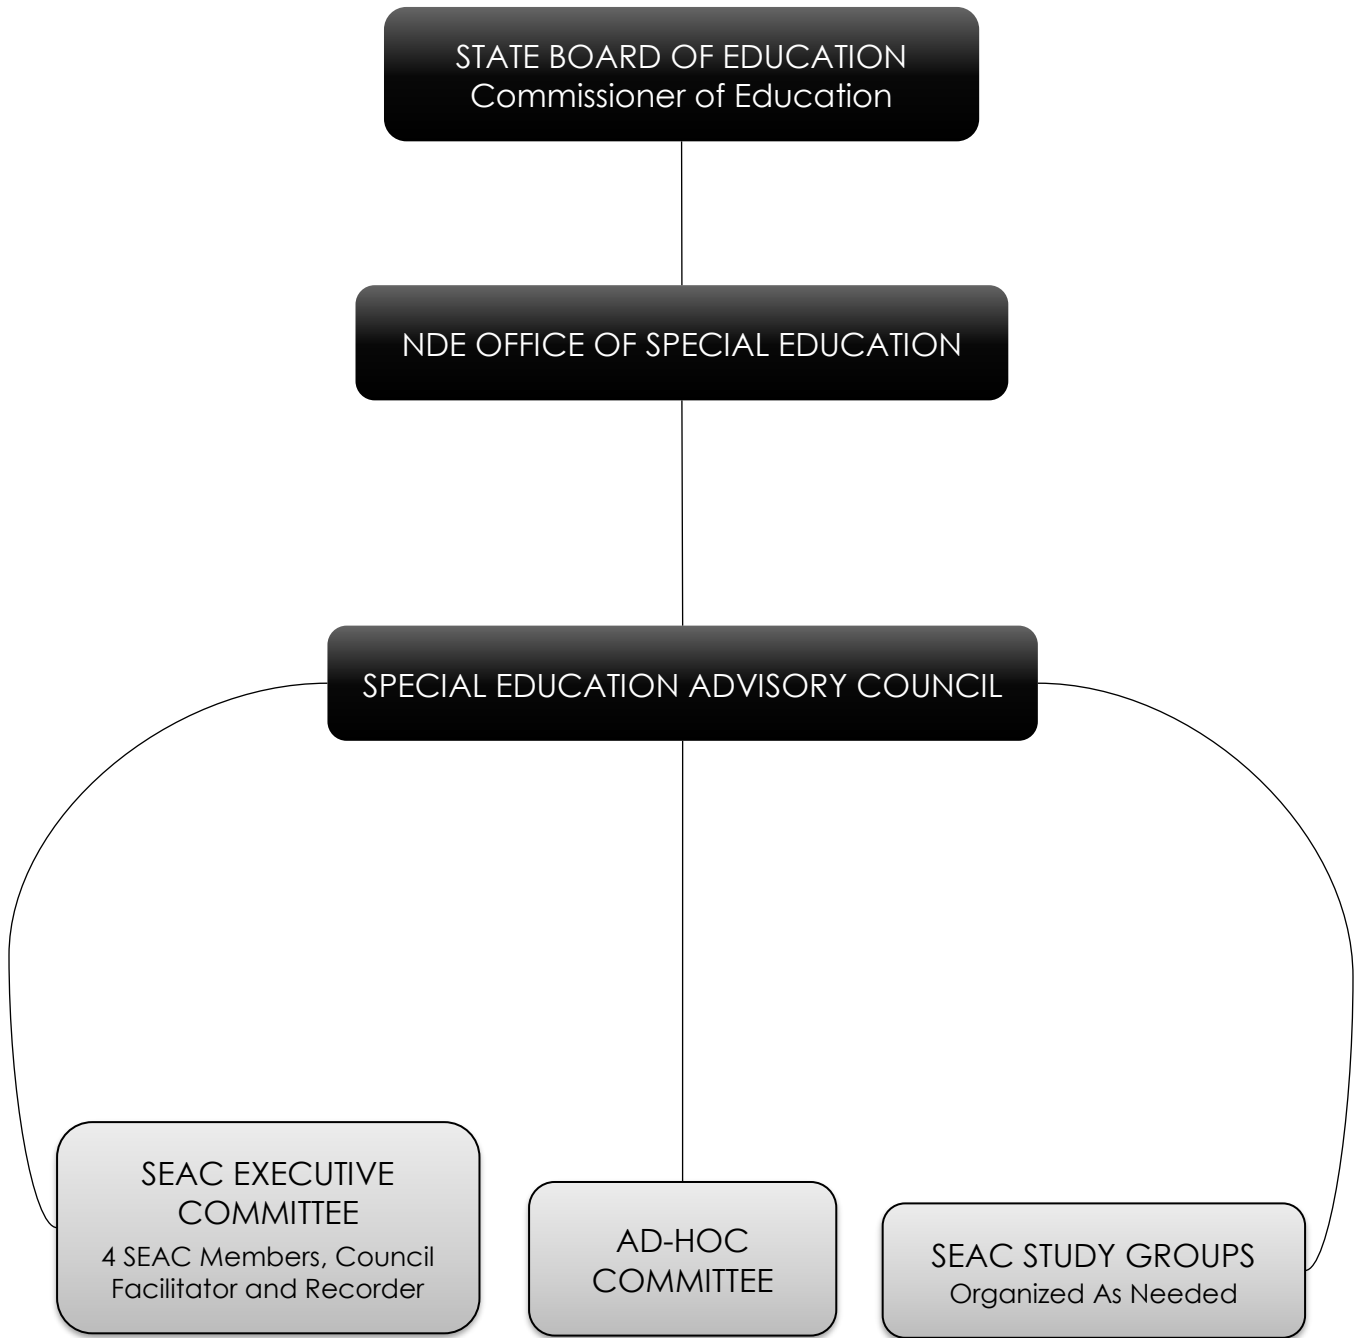 STATE BOARD OF EDUCATION
Commissioner of Education
NDE OFFICE OF SPECIAL EDUCATION
SPECIAL EDUCATION ADVISORY COUNCIL
SEAC EXECUTIVE
COMMITTEE
4 SEAC Members, Council
Facilitator and Recorder
AD-HOC
COMMITTEE
SEAC STUDY GROUPS
Organized As Needed